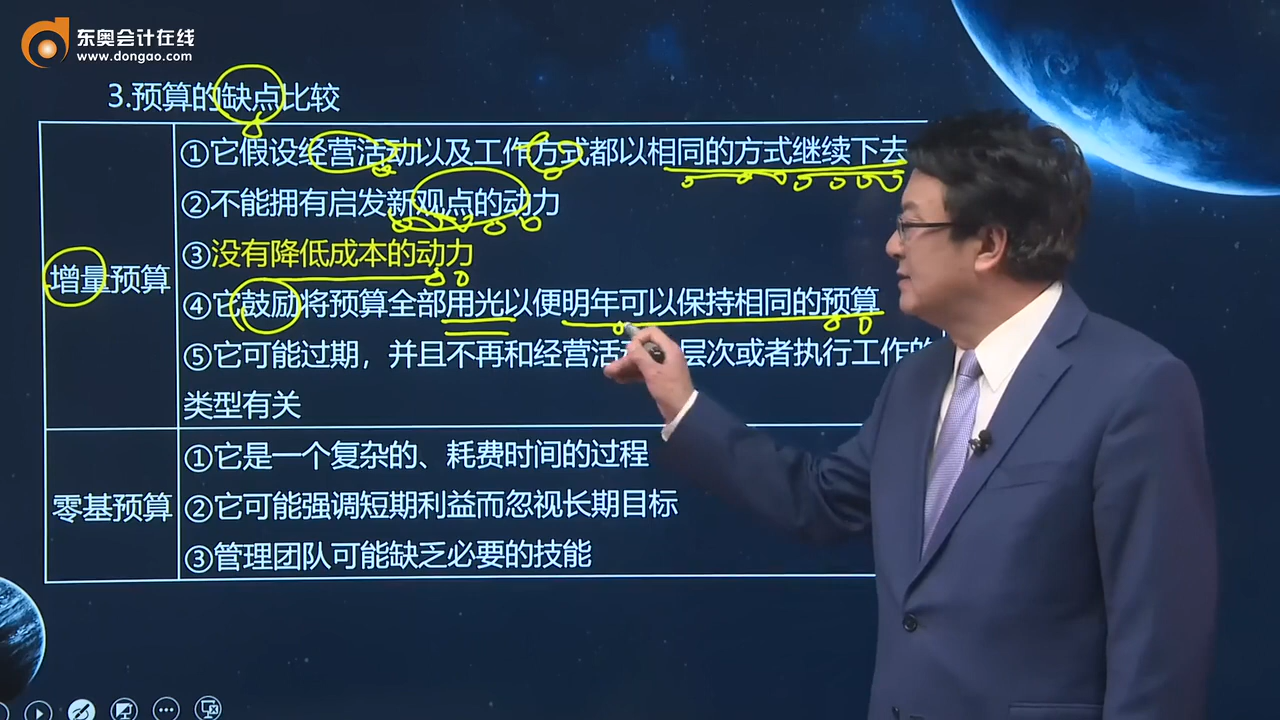 东奥会计在线
www.dongao.com
3.预算的缺点比较
增量预算
①它假设经营活动以及工作方式都以相同的方式继续下去
②不能拥有启发新观点的动力
③没有降低成本的动力
④它鼓励将预算全部用光以便明年可以保持相同的预算
⑤它可能过期，并且不再和经营活 层次或者执行工作的
类型有关
零基预算
①它是一个复杂的、耗费时间的过程
②它可能强调短期利益而忽视长期目标
③管理团队可能缺乏必要的技能